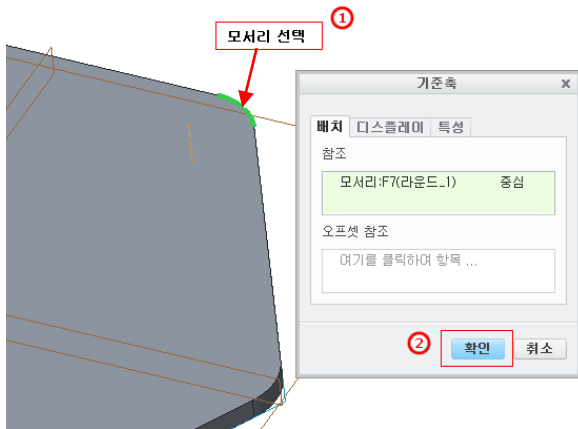 ①
모서리 선택
기준축 x
배치 디스플레이 특성
참조
모서리:F7(라운드_1) 중심
오프셋 참조
여기를 클릭하여 항목 ...
② 확인 취소